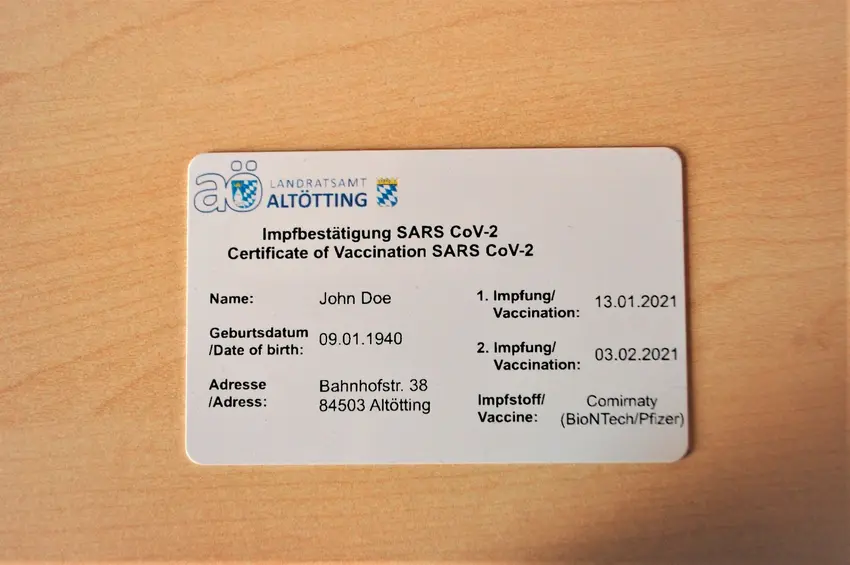 aö
LANDRATSAMT
ALTÖTTING
Impfbestätigung SARS CoV-2
Certificate of Vaccination SARS CoV-2
Name: John Doe
Geburtsdatum
/Date of birth: 09.01.1940
Adresse
/Adress: Bahnhofstr. 38
84503 Altötting
1. Impfung/
Vaccination: 13.01.2021
2. Impfung/
Vaccination: 03.02.2021
Impfstoff/
Vaccine: Comirnaty
(BioNTech/Pfizer)